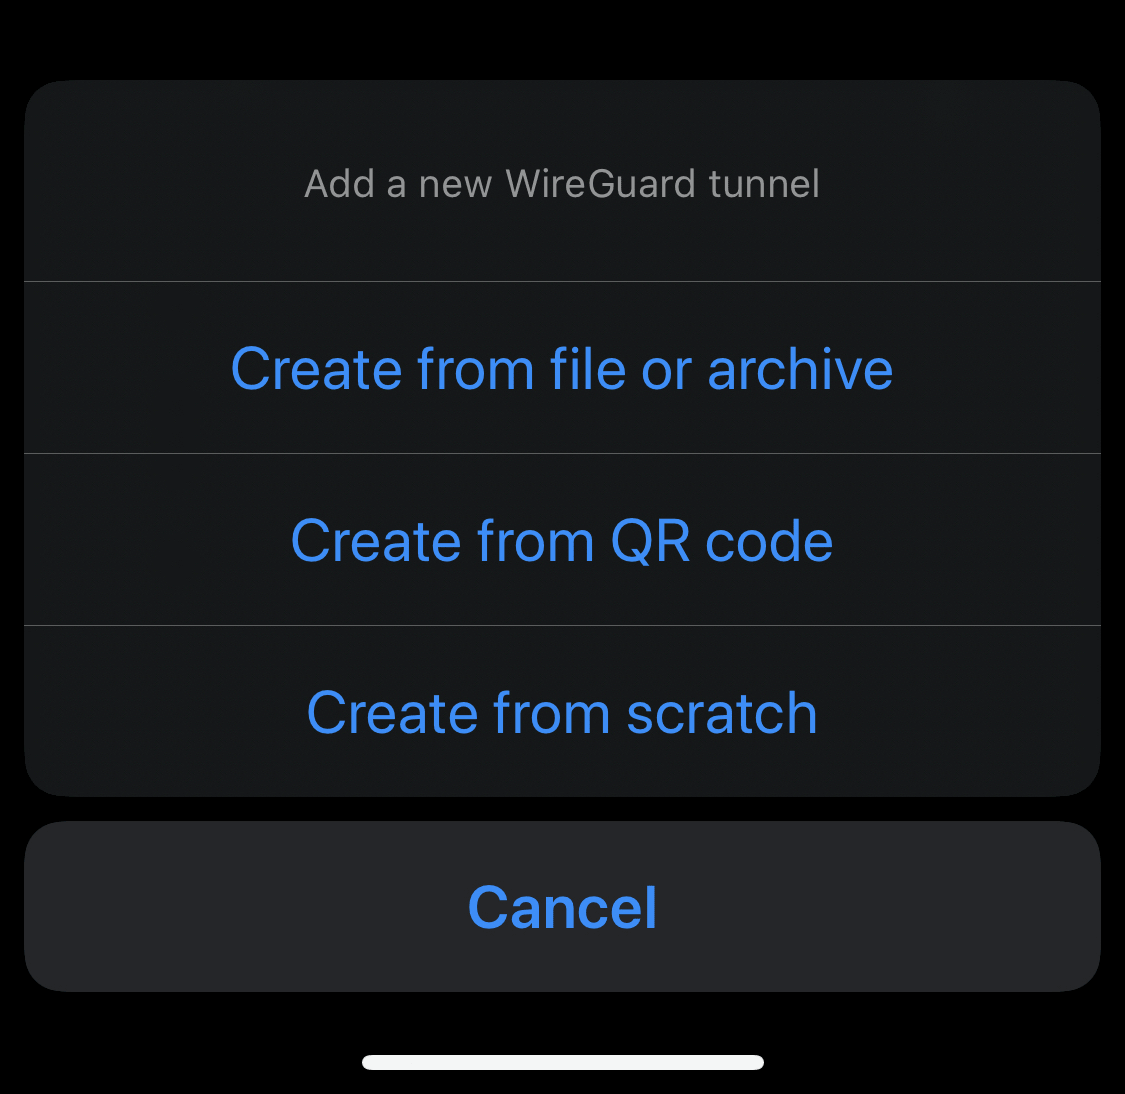 Add a new WireGuard tunnel
Create from file or archive
Create from QR code
Create from scratch
Cancel